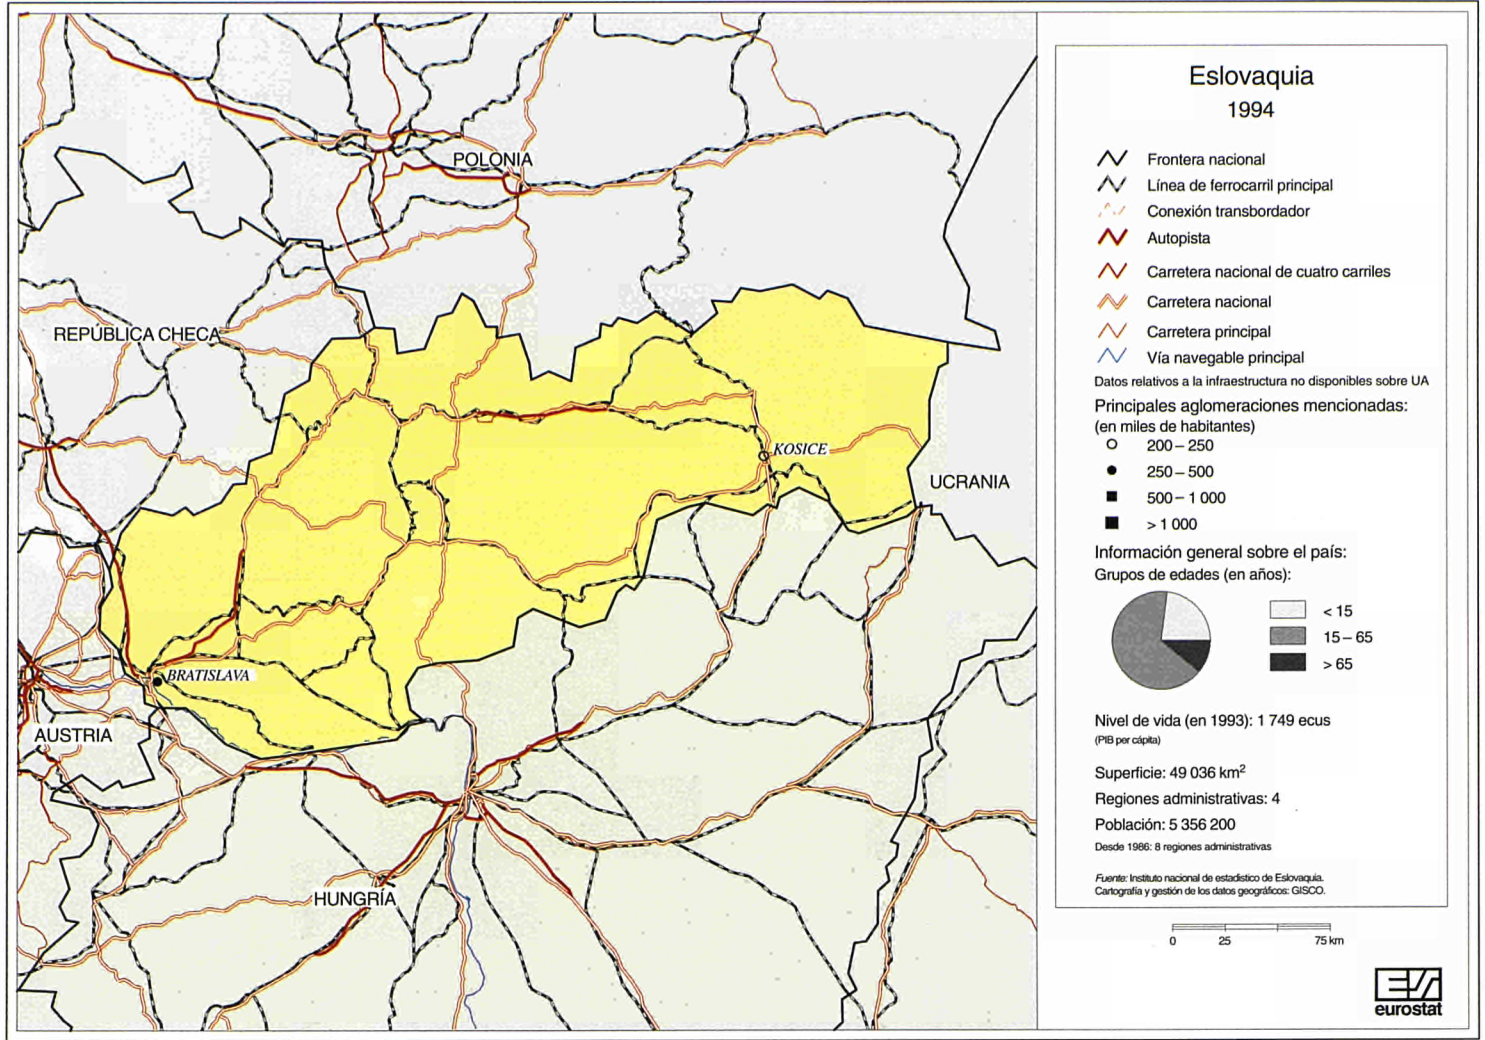 POLONIA
REPÚBLICA CHECA
KOSICE
UCRANIA
BRATISLAVA
AUSTRIA
HUNGRÍA
Eslovaquia
1994
Frontera nacional
Línea de ferrocarril principal
Conexión transbordador
Autopista
Carretera nacional de cuatro carriles
Carretera nacional
Carretera principal
Vía navegable principal
Datos relativos a la infraestructura no disponibles sobre UA
Principales aglomeraciones mencionadas:
(en miles de habitantes)
200 – 250
250 – 500
500 – 1 000
> 1 000
Información general sobre el país:
Grupos de edades (en años):
< 15
15 – 65
> 65
Nivel de vida (en 1993): 1 749 ecus
(PIB per cápita)
Superficie: 49 036 km²
Regiones administrativas: 4
Población: 5 356 200
Desde 1986: 8 regiones administrativas
Fuente: Instituto nacional de estadístico de Eslovaquia.
Cartografía y gestión de los datos geográficos: GISCO.
0 25 75 km
eurostat